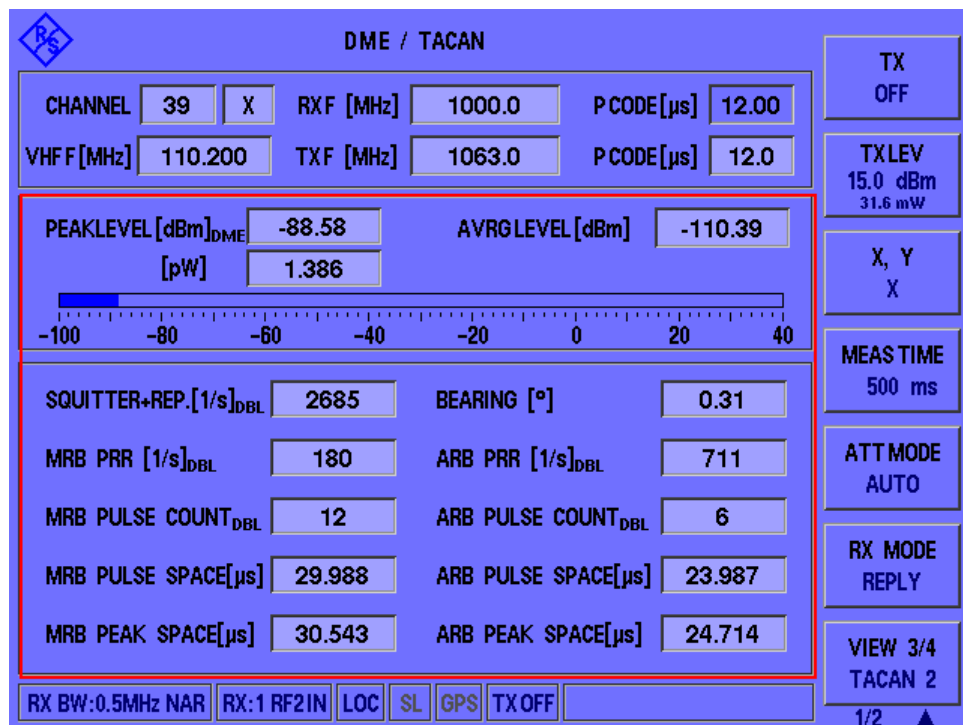 R/S
DME / TACAN
CHANNEL 39 X RX F [MHz] 1000.0 P CODE[µs] 12.00
VHF F[MHz] 110.200 TX F [MHz] 1063.0 P CODE[µs] 12.0
PEAKLEVEL[dBm]DME -88.58 AVRG LEVEL[dBm] -110.39
[pW] 1.386
-100 -80 -60 -40 -20 0 20 40
SQUITTER+REP.[1/s]DBL 2685 BEARING [°] 0.31
MRB PRR [1/s]DBL 180 ARB PRR [1/s]DBL 711
MRB PULSE COUNTDBL 12 ARB PULSE COUNTDBL 6
MRB PULSE SPACE[µs] 29.988 ARB PULSE SPACE[µs] 23.987
MRB PEAK SPACE[µs] 30.543 ARB PEAK SPACE[µs] 24.714
RX BW:0.5MHz NAR RX:1 RF2IN LOC SL GPS TX OFF
TX
OFF
TX LEV
15.0 dBm
31.6 mW
X, Y
X
MEAS TIME
500 ms
ATT MODE
AUTO
RX MODE
REPLY
VIEW 3/4
TACAN 2
1/2